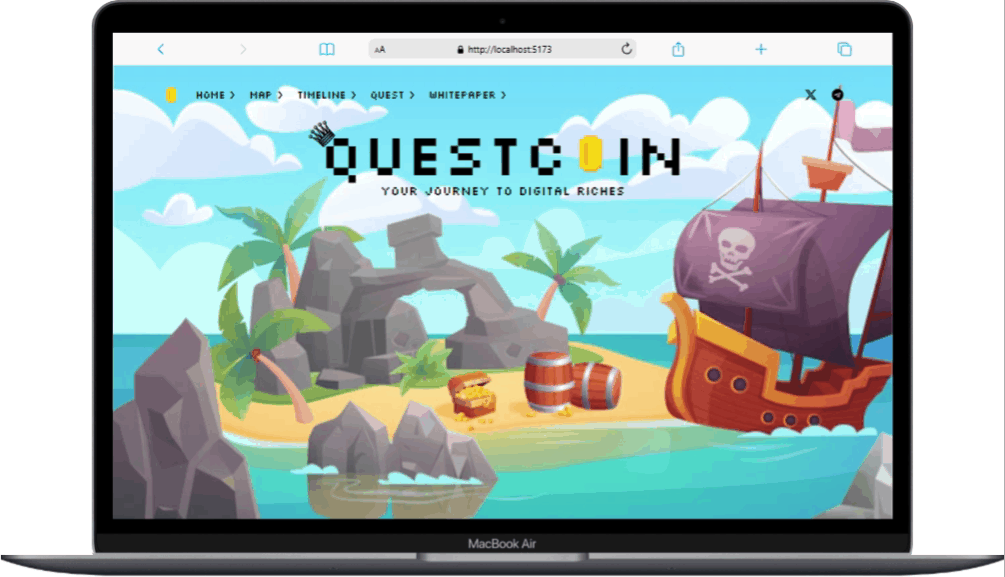 AA http://localhost:5173
HOME > MAP > TIMELINE > QUEST > WHITEPAPER >
QUESTCOIN
YOUR JOURNEY TO DIGITAL RICHES
MacBook Air